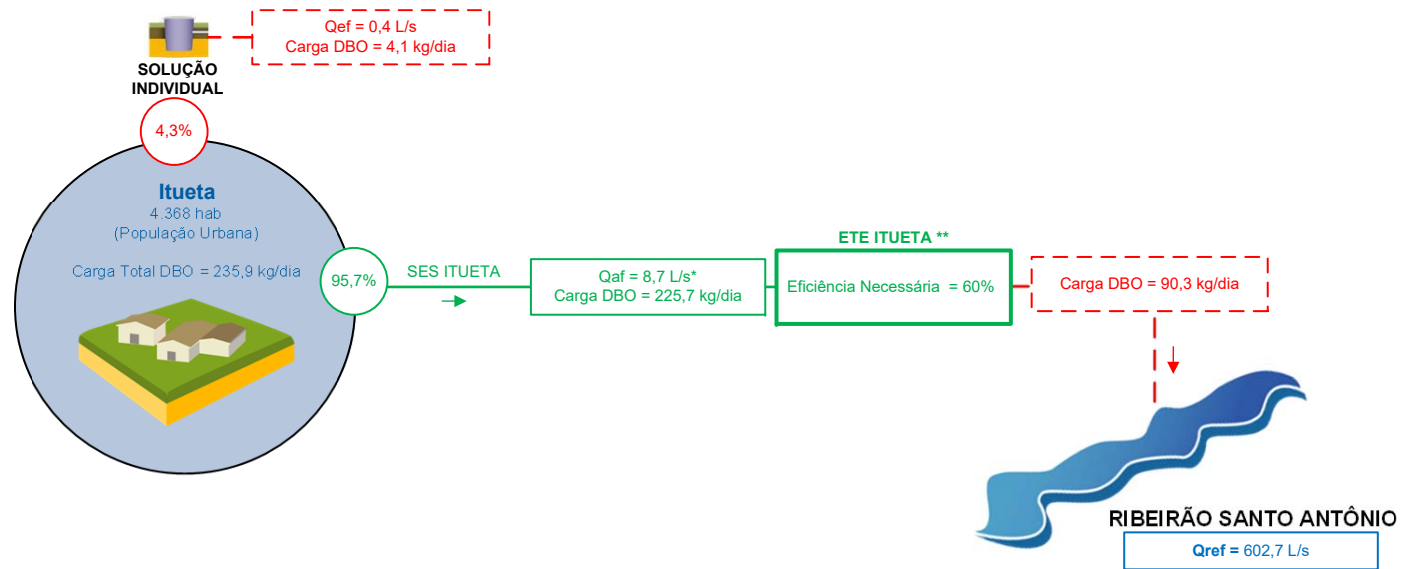 Qef = 0,4 L/s
Carga DBO = 4,1 kg/dia
SOLUÇÃO
INDIVIDUAL
4,3%
Itueta
4.368 hab
(População Urbana)
Carga Total DBO = 235,9 kg/dia
95,7%
SES ITUETA
Qaf = 8,7 L/s*
Carga DBO = 225,7 kg/dia
ETE ITUETA **
Eficiência Necessária = 60%
Carga DBO = 90,3 kg/dia
RIBEIRÃO SANTO ANTÔNIO
Qref = 602,7 L/s